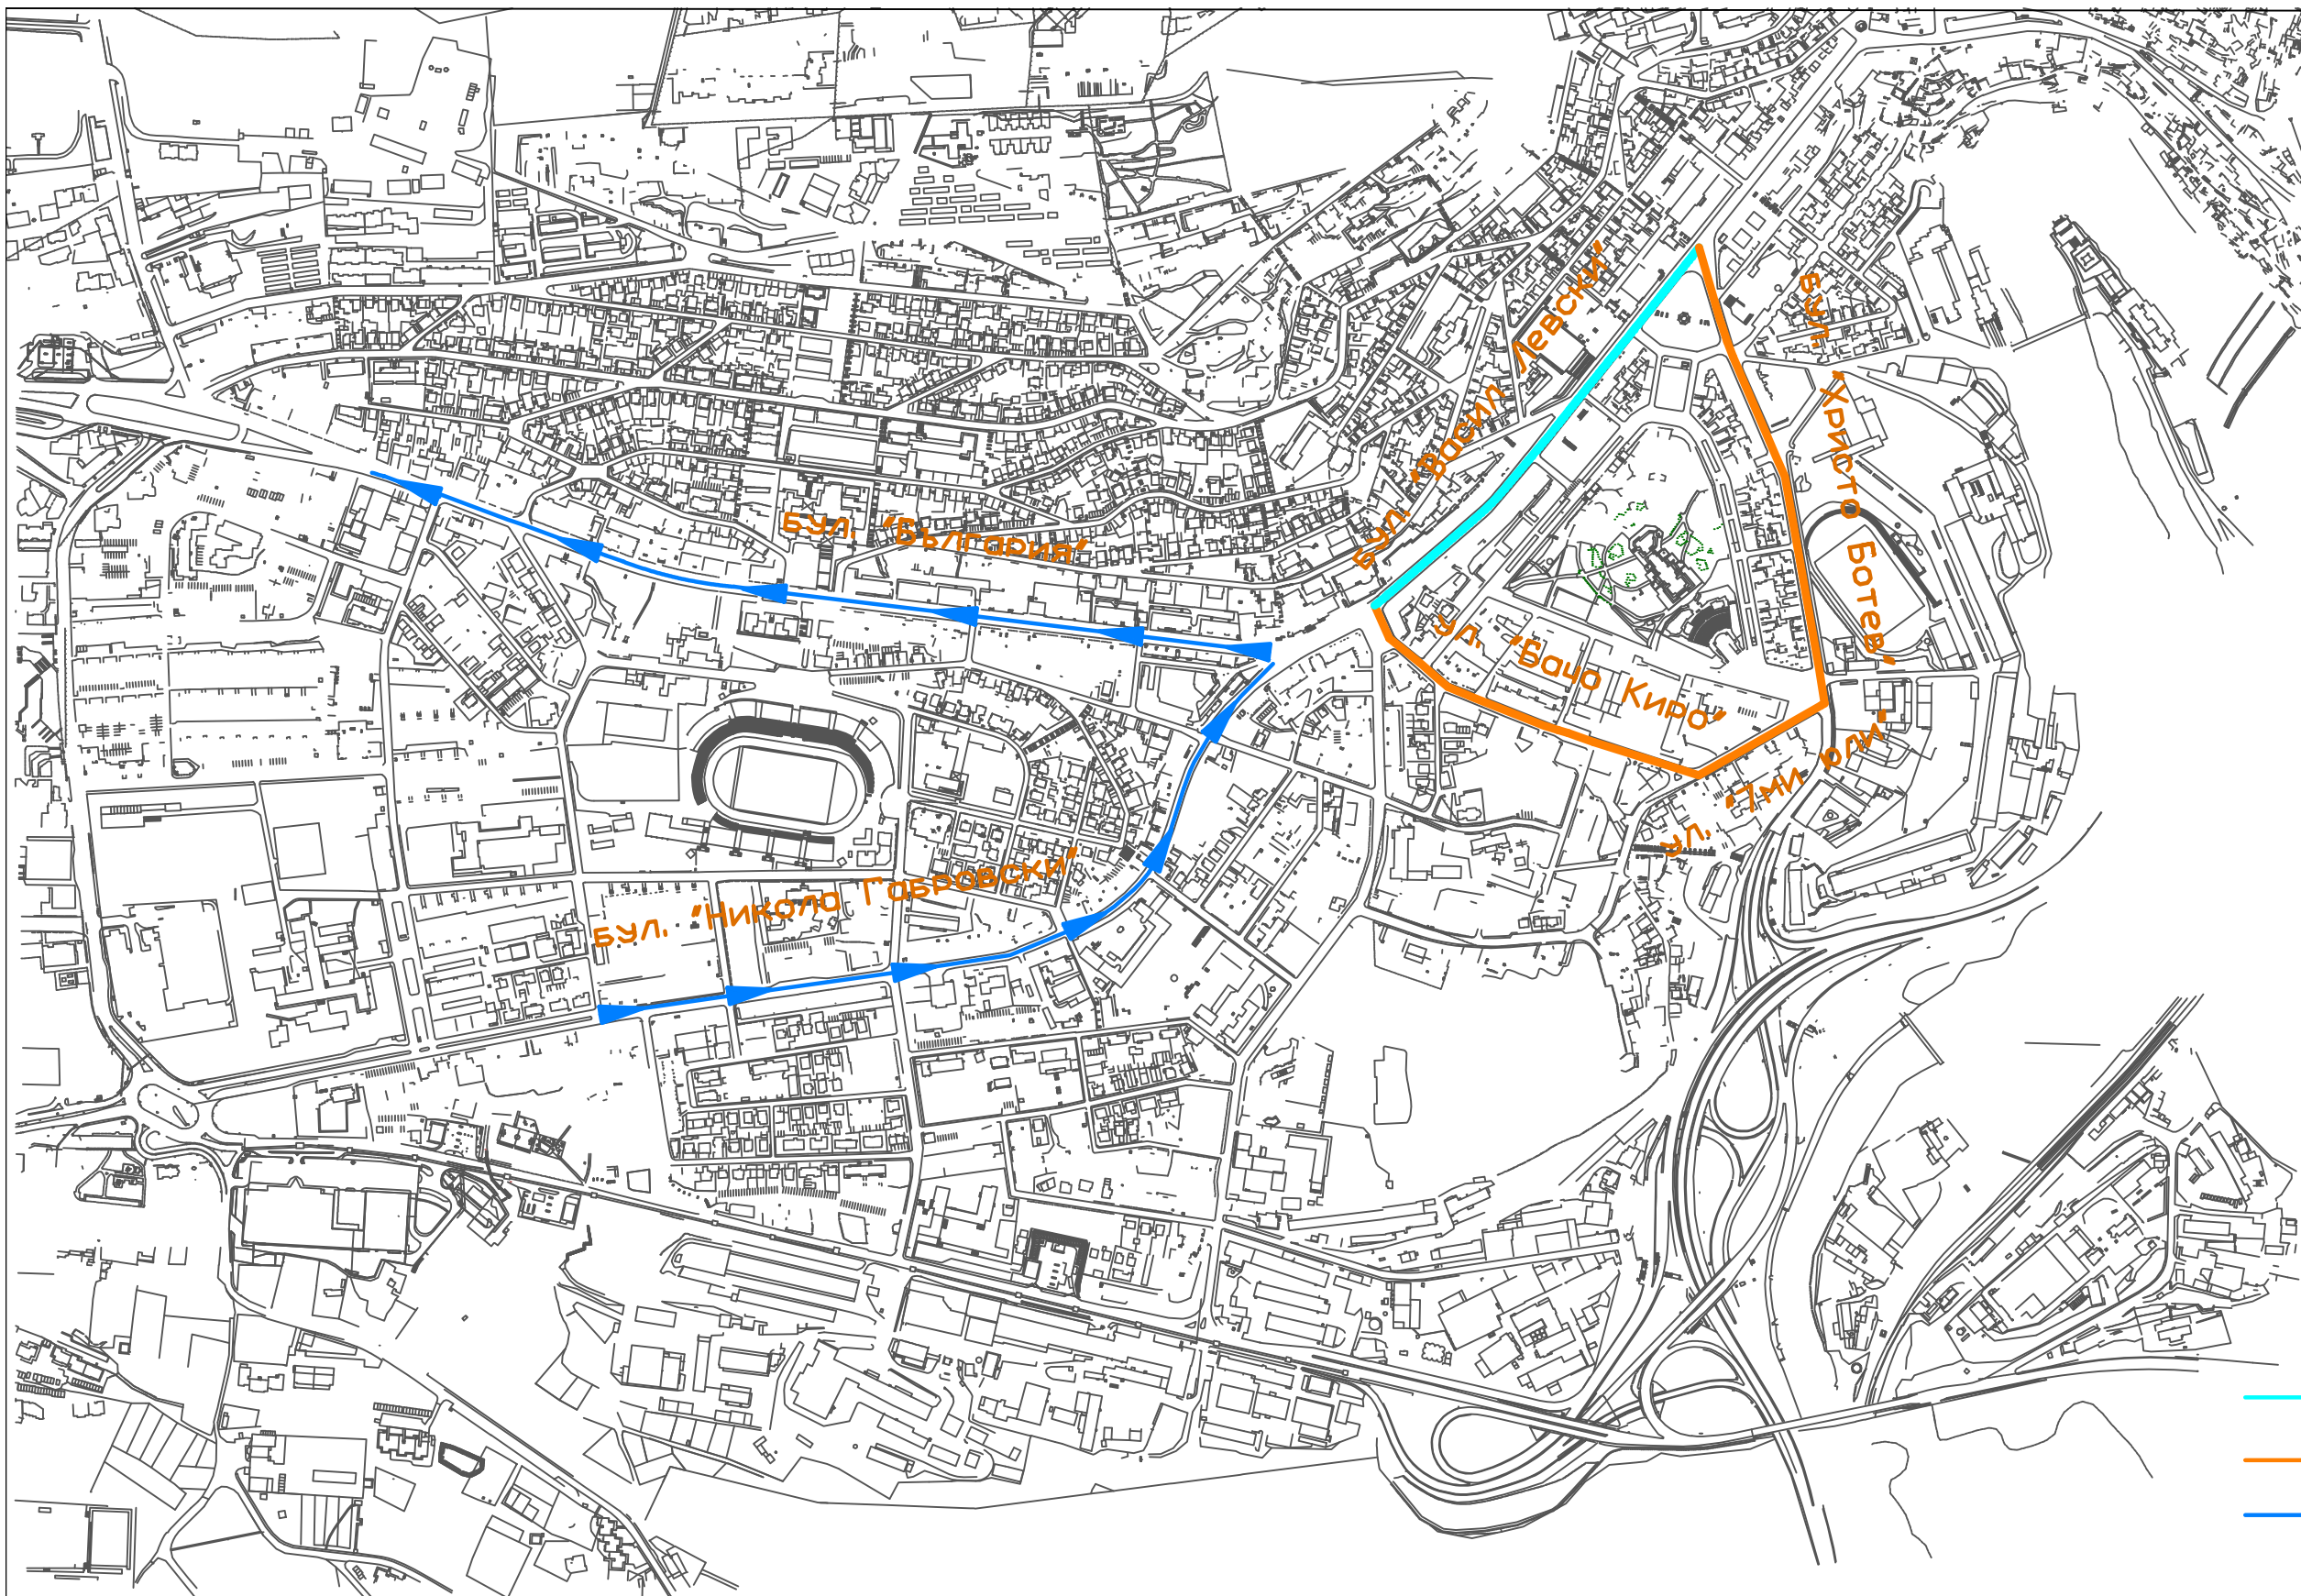 БУЛ. "Васил Левски"
БУЛ. "Христо Ботев"
БУЛ. "България"
УЛ. "Бачо Киро"
УЛ. "7ми юли"
БУЛ. "Никола Габровски"